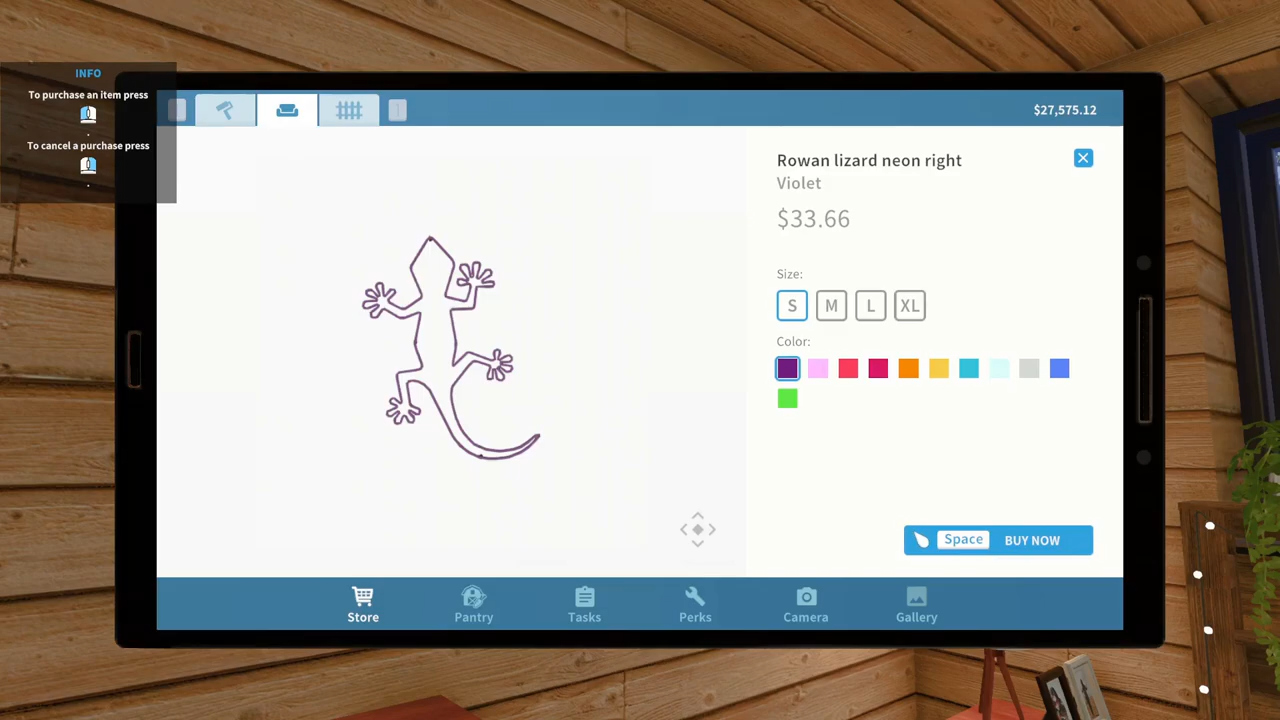 INFO
To purchase an item press
.
To cancel a purchase press
.
$27,575.12
Rowan lizard neon right
Violet
$33.66
Size:
S M L XL
Color:
Space BUY NOW
Store Pantry Tasks Perks Camera Gallery